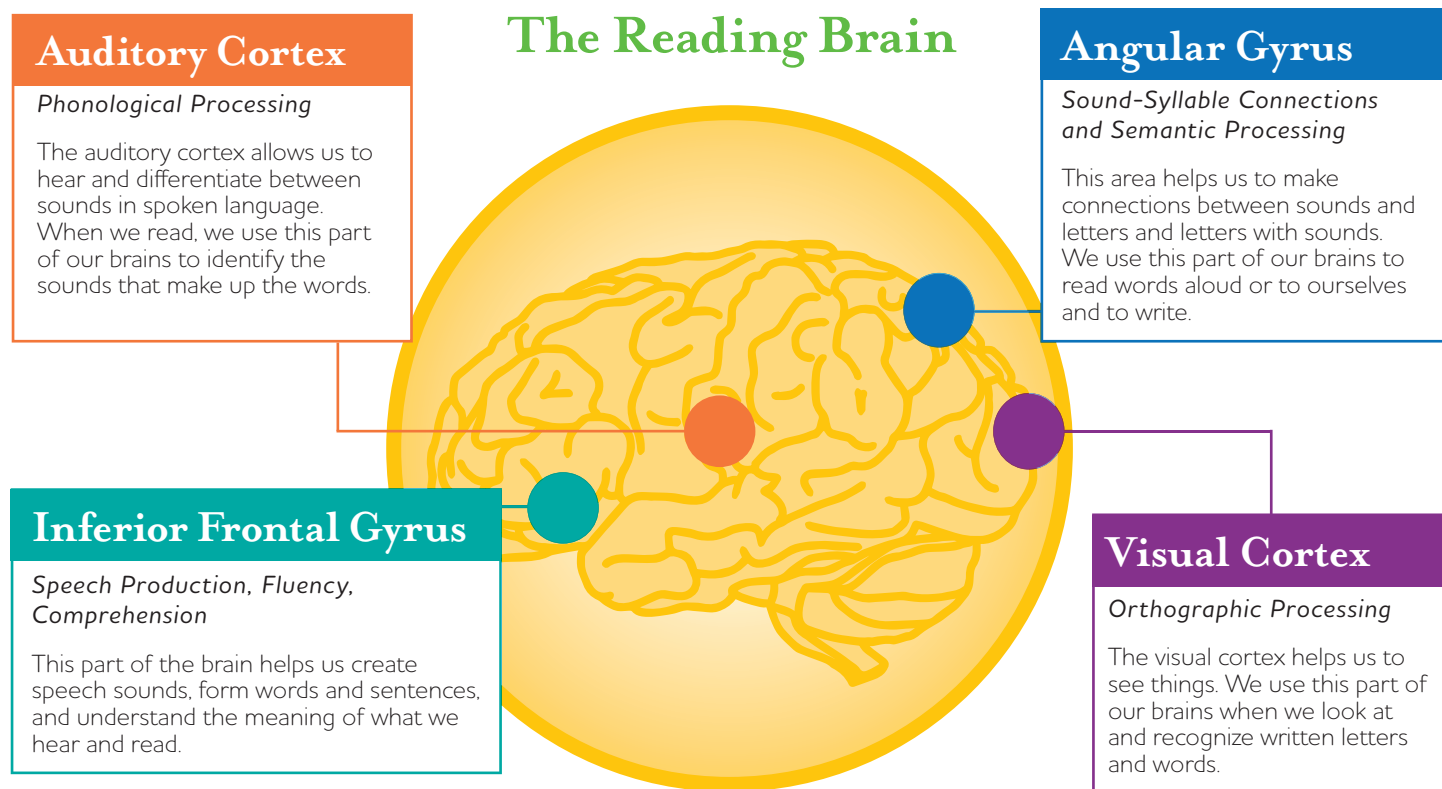 The Reading Brain
Auditory Cortex
Phonological Processing
The auditory cortex allows us to
hear and differentiate between
sounds in spoken language.
When we read, we use this part
of our brains to identify the
sounds that make up the words.
Angular Gyrus
Sound-Syllable Connections
and Semantic Processing
This area helps us to make
connections between sounds and
letters and letters with sounds.
We use this part of our brains to
read words aloud or to ourselves
and to write.
Inferior Frontal Gyrus
Speech Production, Fluency,
Comprehension
This part of the brain helps us create
speech sounds, form words and sentences,
and understand the meaning of what we
hear and read.
Visual Cortex
Orthographic Processing
The visual cortex helps us to
see things. We use this part of
our brains when we look at
and recognize written letters
and words.